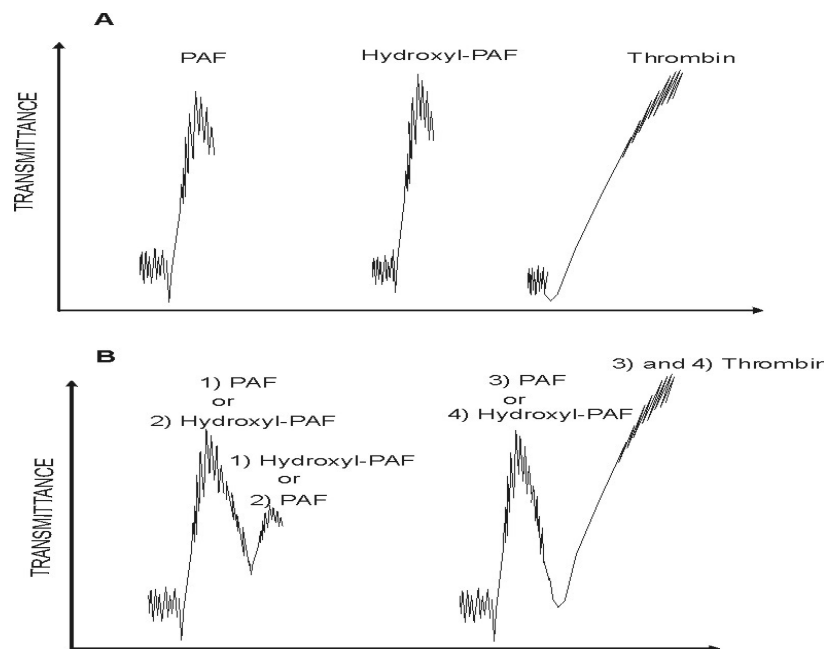 A
PAF
Hydroxyl-PAF
Thrombin
TRANSMITTANCE
B
1) PAF
or
2) Hydroxyl-PAF
1) Hydroxyl-PAF
or
2) PAF
3) PAF
or
4) Hydroxyl-PAF
3) and 4) Thrombin
TRANSMITTANCE